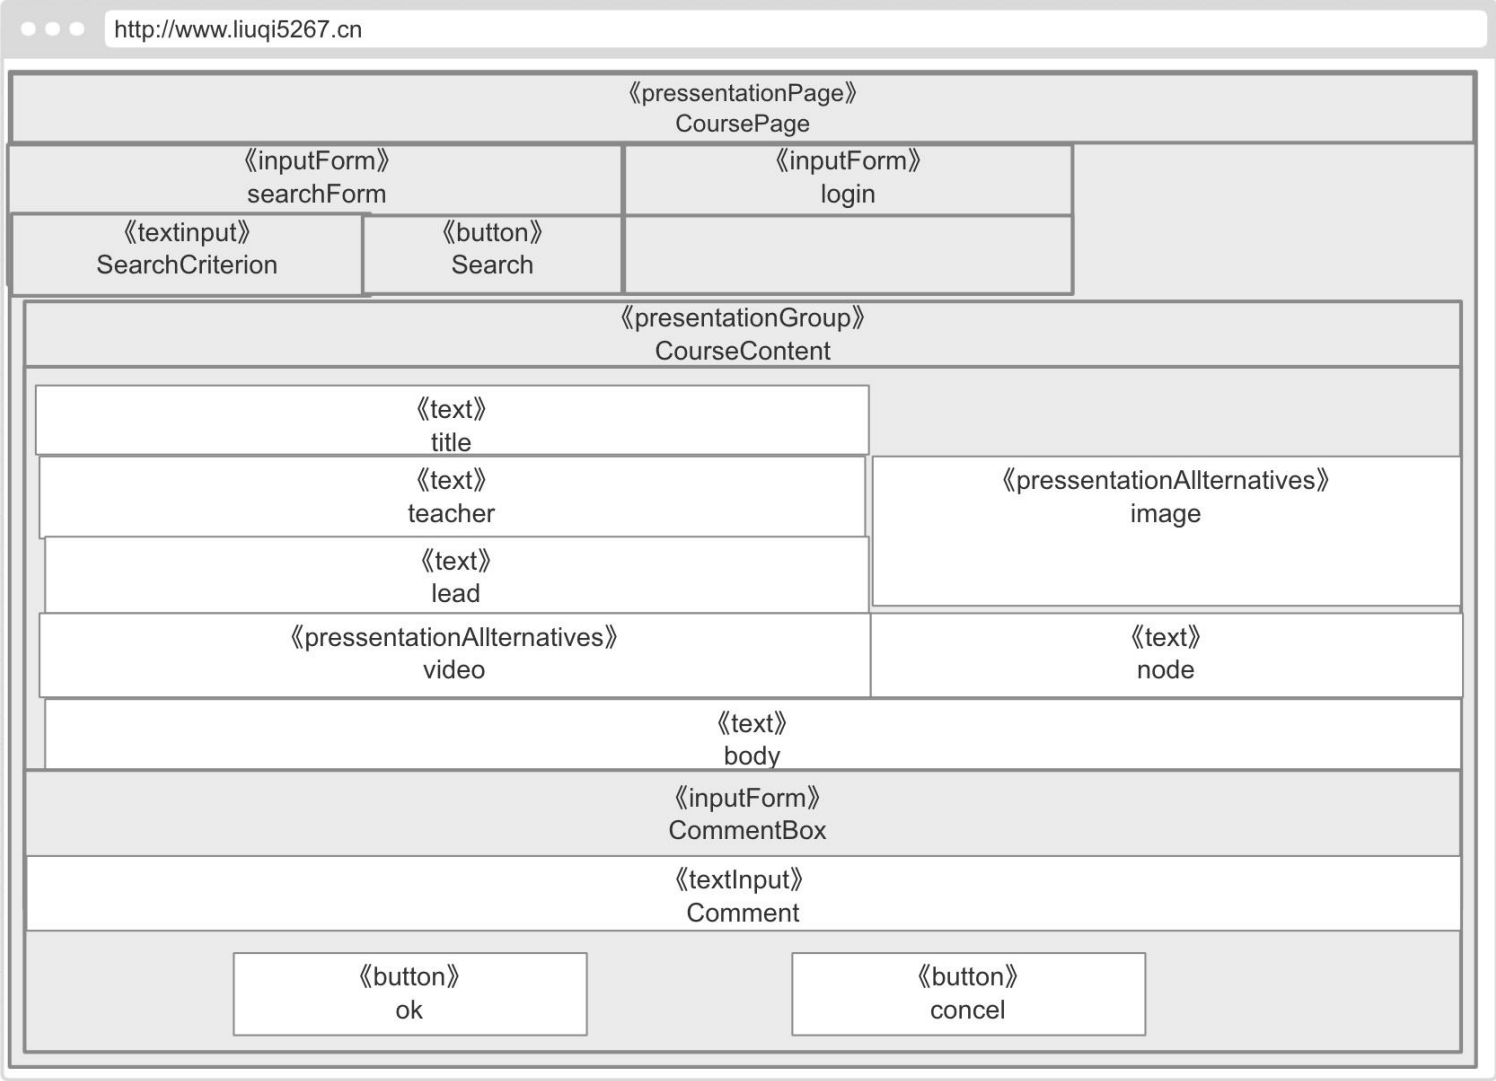 http://www.liuqi5267.cn
《pressentationPage》
CoursePage
《inputForm》
searchForm
《inputForm》
login
《textinput》
SearchCriterion
《button》
Search
《presentationGroup》
CourseContent
《text》
title
《text》
teacher
《pressentationAllternatives》
image
《text》
lead
《pressentationAllternatives》
video
《text》
node
《text》
body
《inputForm》
CommentBox
《textInput》
Comment
《button》
ok
《button》
concel